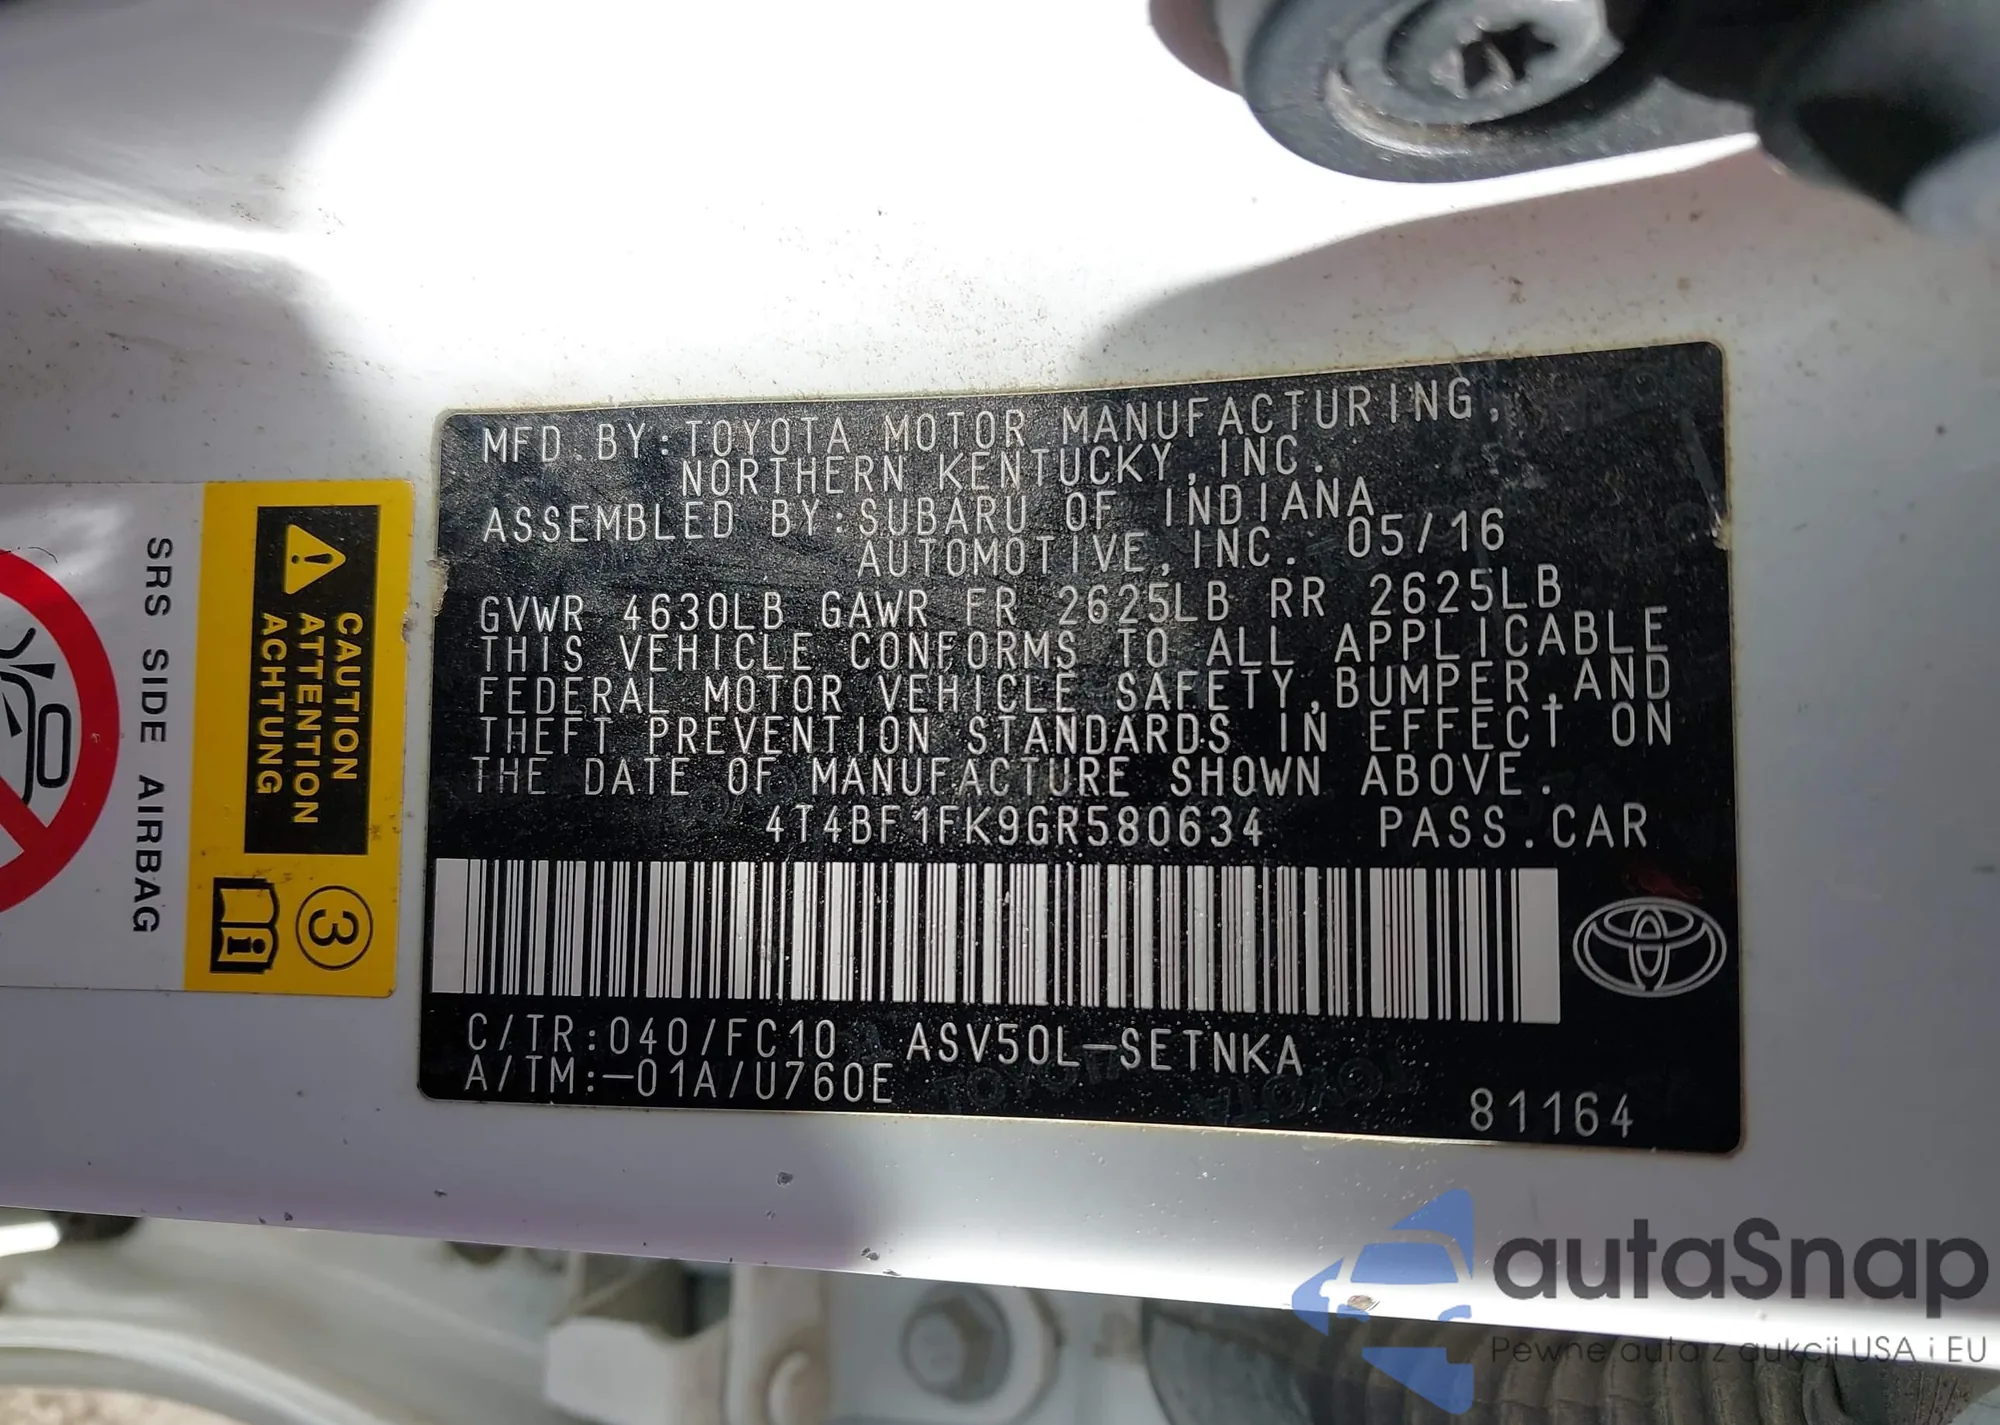 MFD. BY:TOYOTA MOTOR MANUFACTURING,
NORTHERN KENTUCKY,INC.
ASSEMBLED BY:SUBARU OF INDIANA
AUTOMOTIVE,INC. 05/16
GVWR 4630LB GAWR FR 2625LB RR 2625LB
THIS VEHICLE CONFORMS TO ALL APPLICABLE
FEDERAL MOTOR VEHICLE SAFETY,BUMPER,AND
THEFT PREVENTION STANDARDS IN EFFECT ON
THE DATE OF MANUFACTURE SHOWN ABOVE.
4T4BF1FK9GR580634 PASS.CAR
C/TR:040/FC10 ASV50L-SETNKA
A/TM:-01A/U760E
81164
CAUTION
ATTENTION
ACHTUNG
3
i
SRS SIDE AIRBAG
autaSnap
Pewne auta z aukcji USA i EU